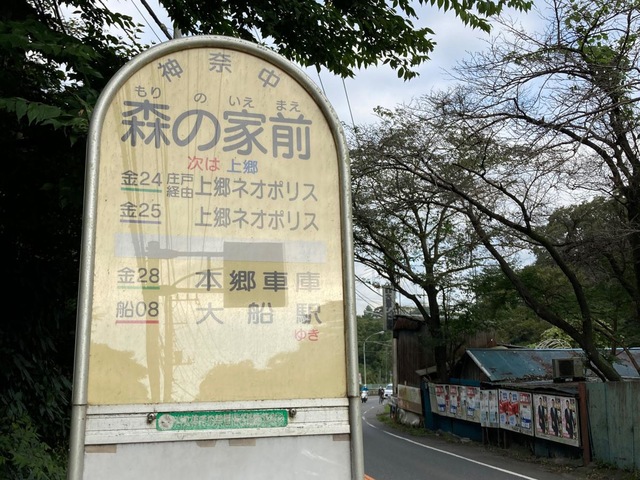 神奈中
もり の いえ まえ
森の家前
次は 上郷
金24 庄戸経由 上郷ネオポリス
金25 上郷ネオポリス
金28 本郷車庫
船08 大船駅
ゆき